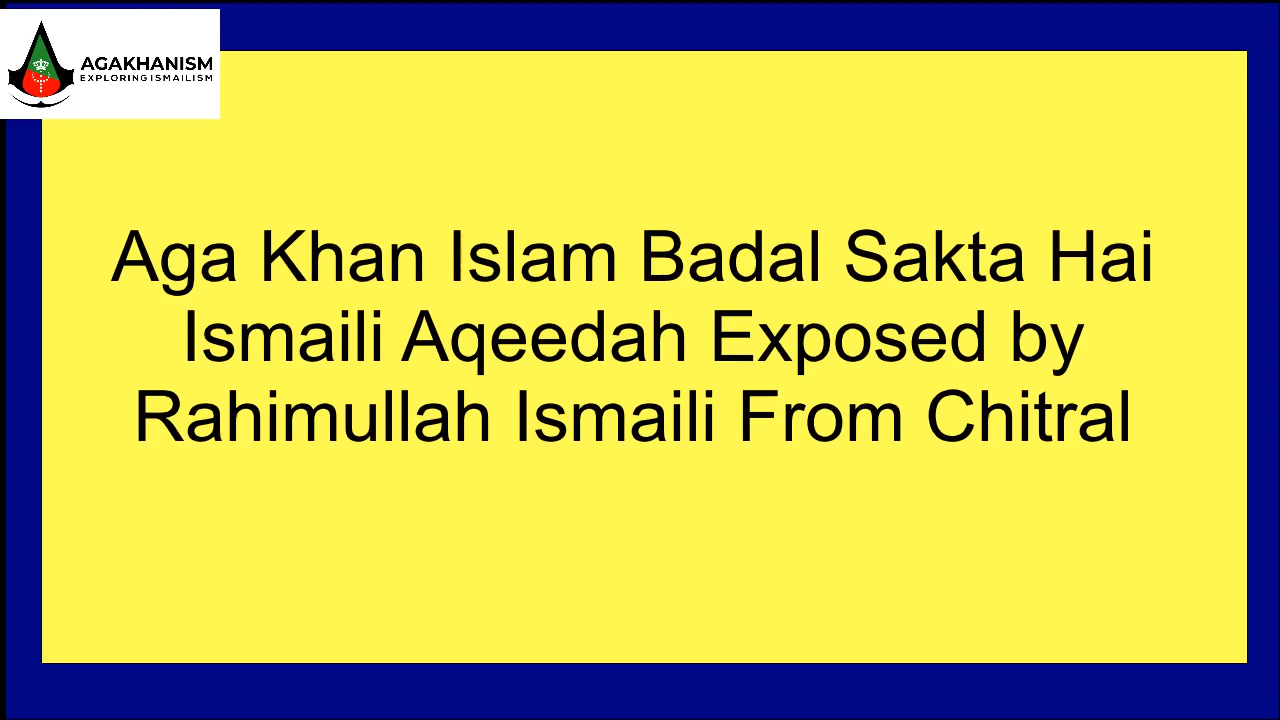 AGAKHANISM
EXPLORING ISMAILISM
Aga Khan Islam Badal Sakta Hai
Ismaili Aqeedah Exposed by
Rahimullah Ismaili From Chitral